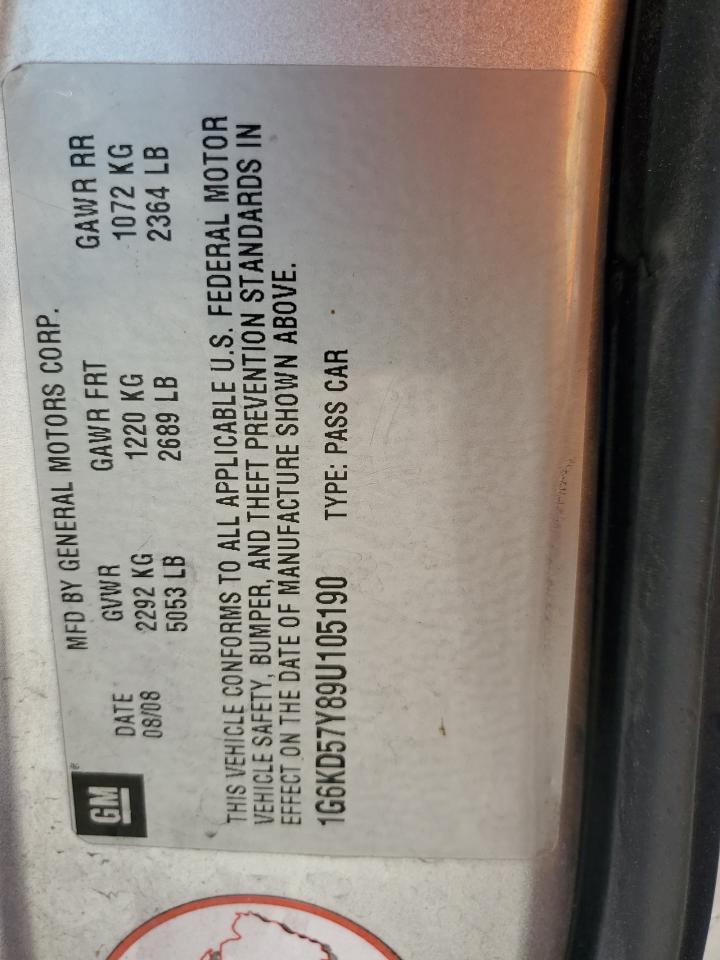 GM ®
MFD BY GENERAL MOTORS CORP.
DATE GVWR GAWR FRT GAWR RR
08/08 2292 KG 1220 KG 1072 KG
5053 LB 2689 LB 2364 LB
THIS VEHICLE CONFORMS TO ALL APPLICABLE U.S. FEDERAL MOTOR
VEHICLE SAFETY, BUMPER, AND THEFT PREVENTION STANDARDS IN
EFFECT ON THE DATE OF MANUFACTURE SHOWN ABOVE.
1G6KD57Y89U105190 TYPE: PASS CAR